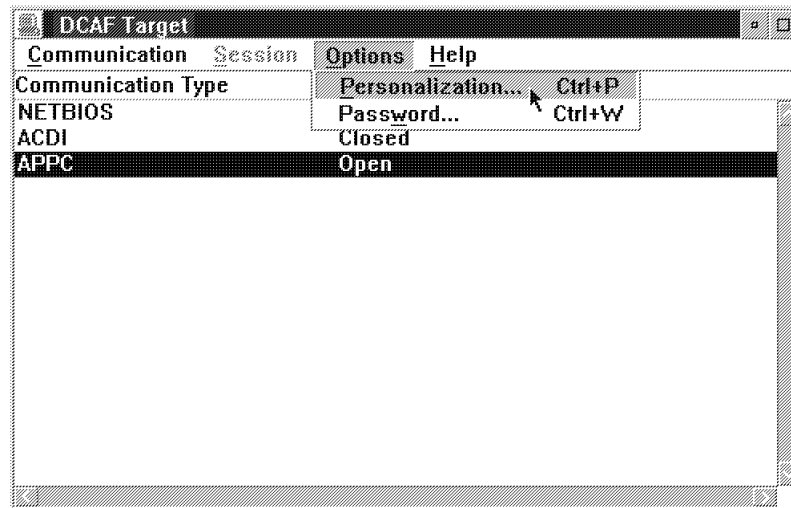 DCAF Target
Communication Session Options Help
Communication Type Personalization... Ctrl+P
NETBIOS Password... Ctrl+W
ACDI Closed
APPC Open